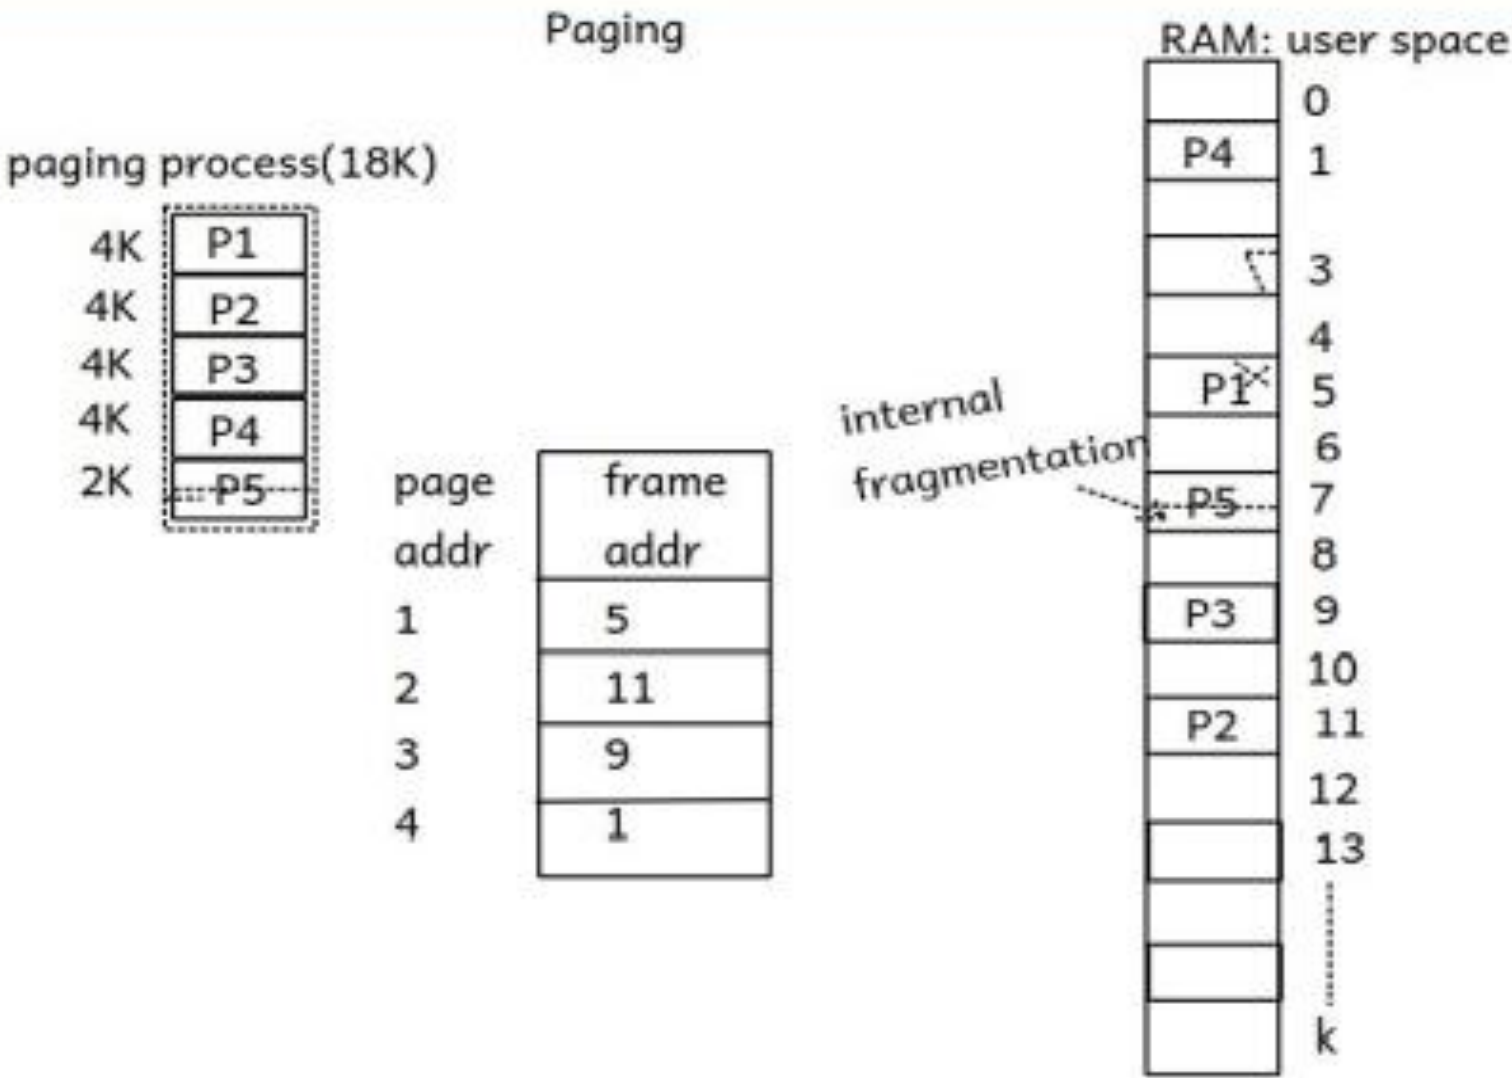 Paging
RAM: user space
paging process(18K)
4K P1
4K P2
4K P3
4K P4
2K P5
page frame
addr addr
1 5
2 11
3 9
4 1
internal
fragmentation
0
P4 1
3
4
P1 5
6
P5 7
8
P3 9
10
P2 11
12
13
k